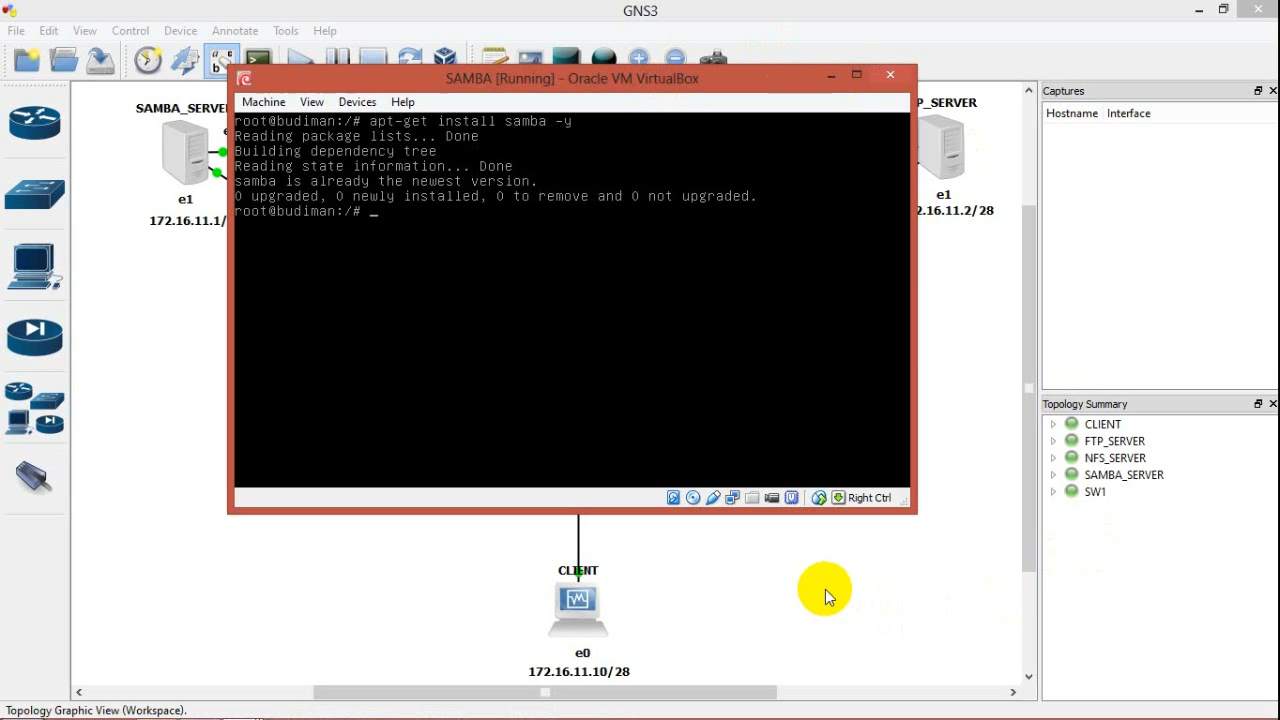 GNS3
File Edit View Control Device Annotate Tools Help
SAMBA [Running] - Oracle VM VirtualBox
Machine View Devices Help
root@budiman:/# apt-get install samba -y
Reading package lists... Done
Building dependency tree
Reading state information... Done
samba is already the newest version.
0 upgraded, 0 newly installed, 0 to remove and 0 not upgraded.
root@budiman:/# _
Right Ctrl
SAMBA_SERVE
e1
172.16.11.1/
P_SERVER
e1
2.16.11.2/28
CLIENT
e0
172.16.11.10/28
Captures
Hostname Interface
Topology Summary
CLIENT
FTP_SERVER
NFS_SERVER
SAMBA_SERVER
SW1
Topology Graphic View (Workspace).